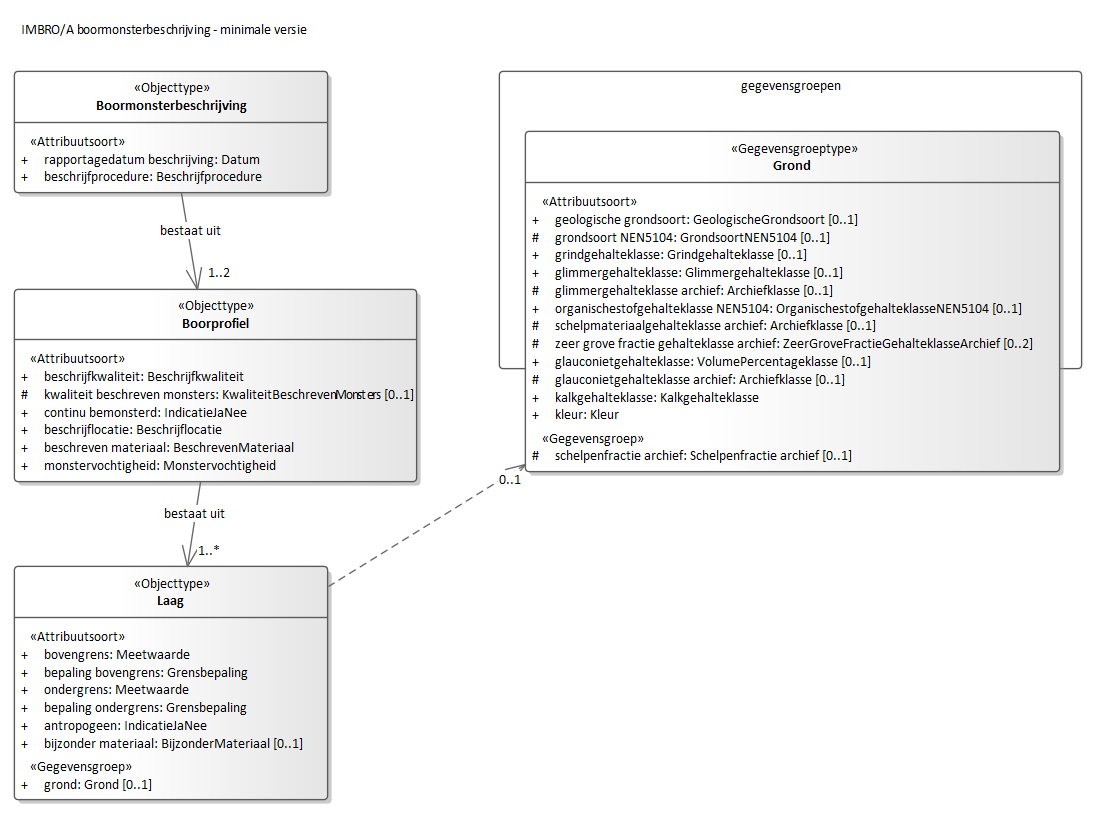 IMBRO/A boormonsterbeschrijving - minimale versie
«Objecttype»
Boormonsterbeschrijving
«Attribuutsoort»
+ rapportagedatum beschrijving: Datum
+ beschrijfprocedure: Beschrijfprocedure
bestaat uit
1..2
«Objecttype»
Boorprofiel
«Attribuutsoort»
+ beschrijfkwaliteit: Beschrijfkwaliteit
# kwaliteit beschreven monsters: KwaliteitBeschrevenMonsters [0..1]
+ continu bemonsterd: IndicatieJaNee
+ beschrijflocatie: Beschrijflocatie
+ beschreven materiaal: BeschrevenMateriaal
+ monstervochtigheid: Monstervochtigheid
bestaat uit
1..*
«Objecttype»
Laag
«Attribuutsoort»
+ bovengrens: Meetwaarde
+ bepaling bovengrens: Grensbepaling
+ ondergrens: Meetwaarde
+ bepaling ondergrens: Grensbepaling
+ antropogeen: IndicatieJaNee
+ bijzonder materiaal: BijzonderMateriaal [0..1]
«Gegevensgroep»
+ grond: Grond [0..1]
gegevensgroepen
«Gegevensgroeptype»
Grond
«Attribuutsoort»
+ geologische grondsoort: GeologischeGrondsoort [0..1]
# grondsoort NEN5104: GrondsoortNEN5104 [0..1]
+ grindgehalteklasse: Grindgehalteklasse [0..1]
+ glimmergehalteklasse: Glimmergehalteklasse [0..1]
# glimmergehalteklasse archief: Archiefklasse [0..1]
+ organischestofgehalteklasse NEN5104: OrganischestofgehalteklasseNEN5104 [0..1]
# schelpmateriaalgehalteklasse archief: Archiefklasse [0..1]
# zeer grove fractie gehalteklasse archief: ZeerGroveFractieGehalteklasseArchief [0..2]
+ glauconietgehalteklasse: VolumePercentageklasse [0..1]
# glauconietgehalteklasse archief: Archiefklasse [0..1]
+ kalkgehalteklasse: Kalkgehalteklasse
+ kleur: Kleur
«Gegevensgroep»
# schelpenfractie archief: Schelpenfractie archief [0..1]
0..1